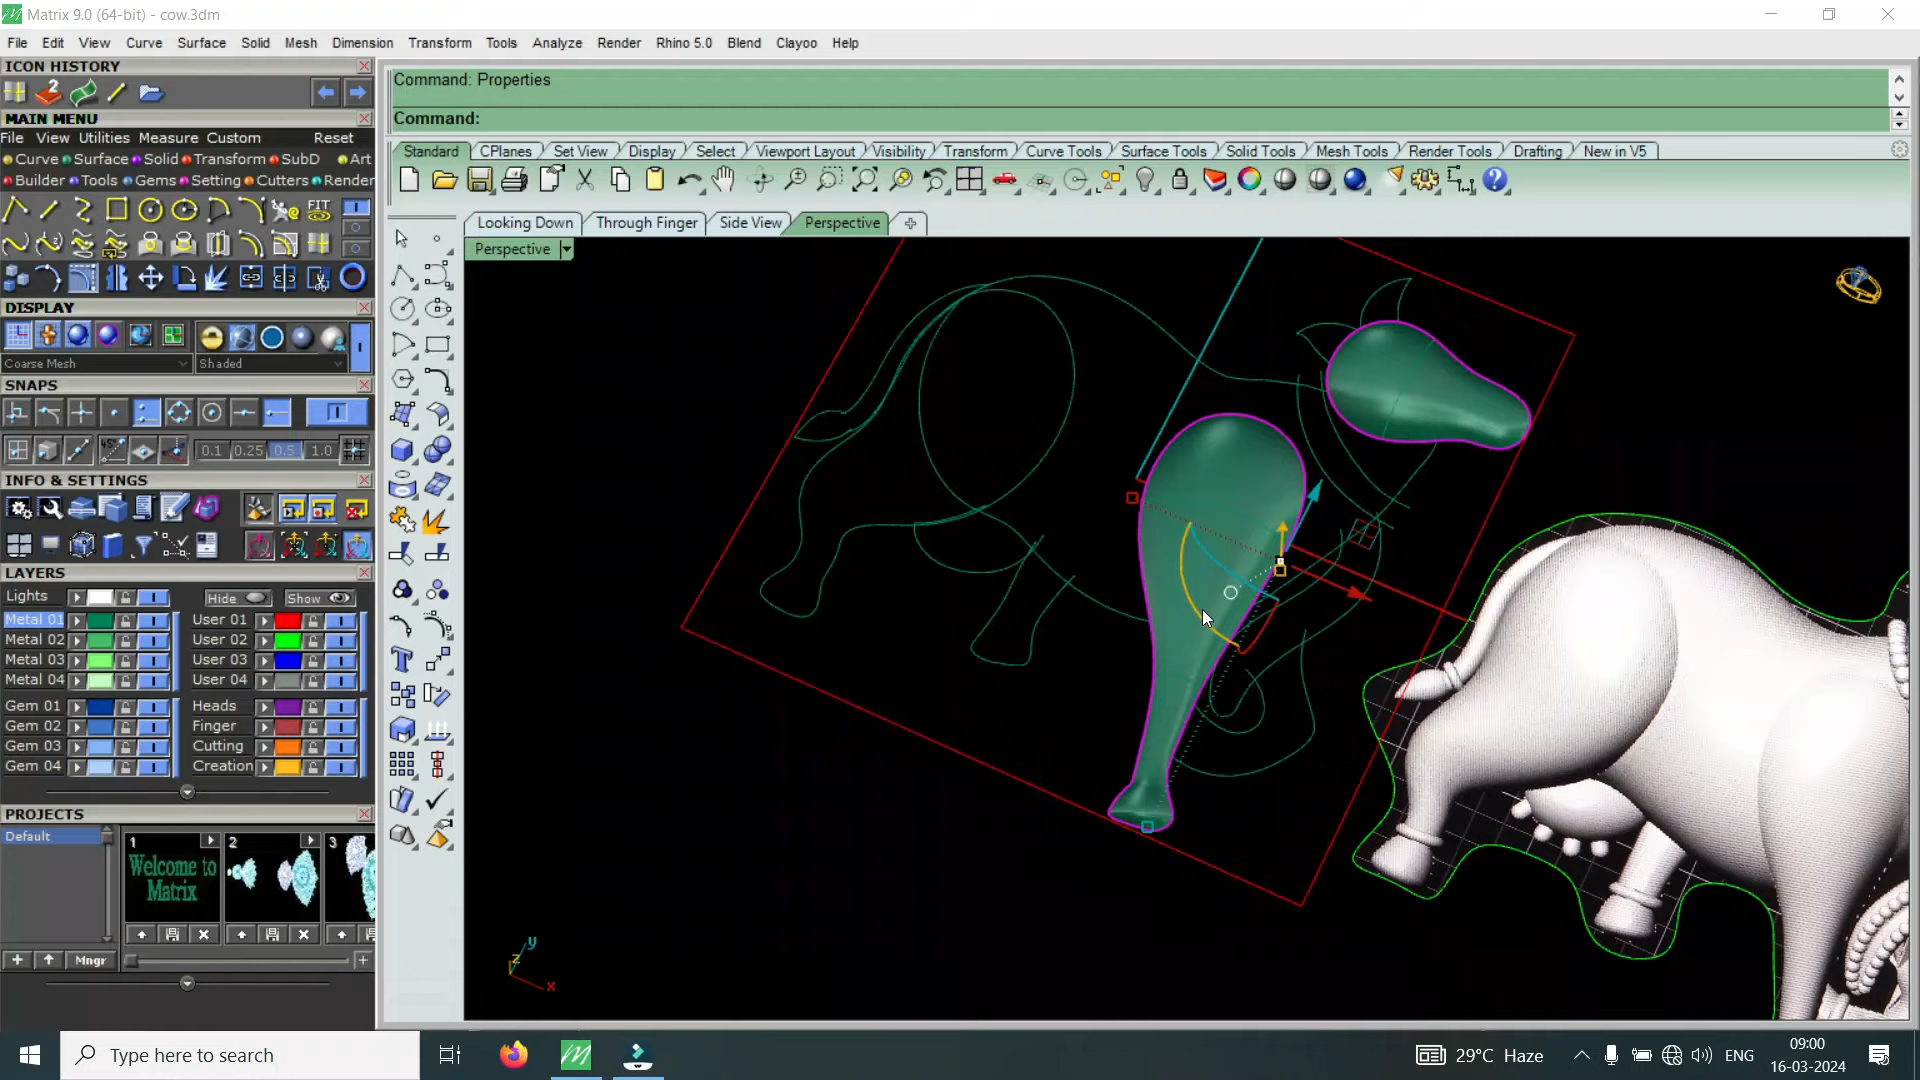 Matrix 9.0 (64-bit) - cow.3dm
File Edit View Curve Surface Solid Mesh Dimension Transform Tools Analyze Render Rhino 5.0 Blend Clayoo Help
ICON HISTORY
MAIN MENU
File View Utilities Measure Custom Reset
Curve Surface Solid Transform SubD Art
Builder Tools Gems Setting Cutters Render
FIT
DISPLAY
Coarse Mesh Shaded
SNAPS
45°
0.1 0.25 0.5 1.0
INFO & SETTINGS
LAYERS
Lights Hide Show
Metal 01 User 01
Metal 02 User 02
Metal 03 User 03
Metal 04 User 04
Gem 01 Heads
Gem 02 Finger
Gem 03 Cutting
Gem 04 Creation
PROJECTS
Default
1 2 3
Welcome to Matrix
Mngr
Command: Properties
Command:
Standard CPlanes Set View Display Select Viewport Layout Visibility Transform Curve Tools Surface Tools Solid Tools Mesh Tools Render Tools Drafting New in V5
Looking Down Through Finger Side View Perspective
Perspective
y
z
x
Type here to search
29°C Haze
ENG
09:00
16-03-2024